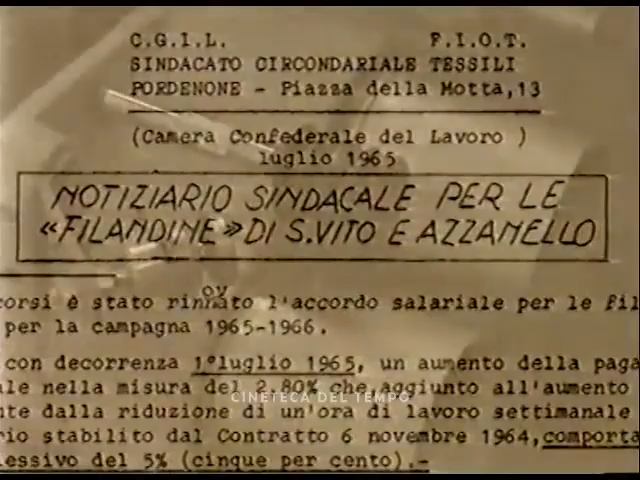 C.G.I.L. F.I.O.T.
SINDACATO CIRCONDARIALE TESSILI
PORDENONE - Piazza della Motta,13
(Camera Confederale del Lavoro )
luglio 1965
NOTIZIARIO SINDACALE PER LE
«FILANDINE» DI S.VITO E AZZANELLO
corsi è stato rinnovato l'accordo salariale per le fil
per la campagna 1965-1966.
con decorrenza 1°luglio 1965, un aumento della paga
ale nella misura del 2.80% che aggiunto all'aumento
CINETECA DEL TEMPO
nte dalla riduzione di un'ora di lavoro settimanale
rio stabilito dal Contratto 6 novembre 1964,comporta
lessivo del 5% (cinque per cento).-